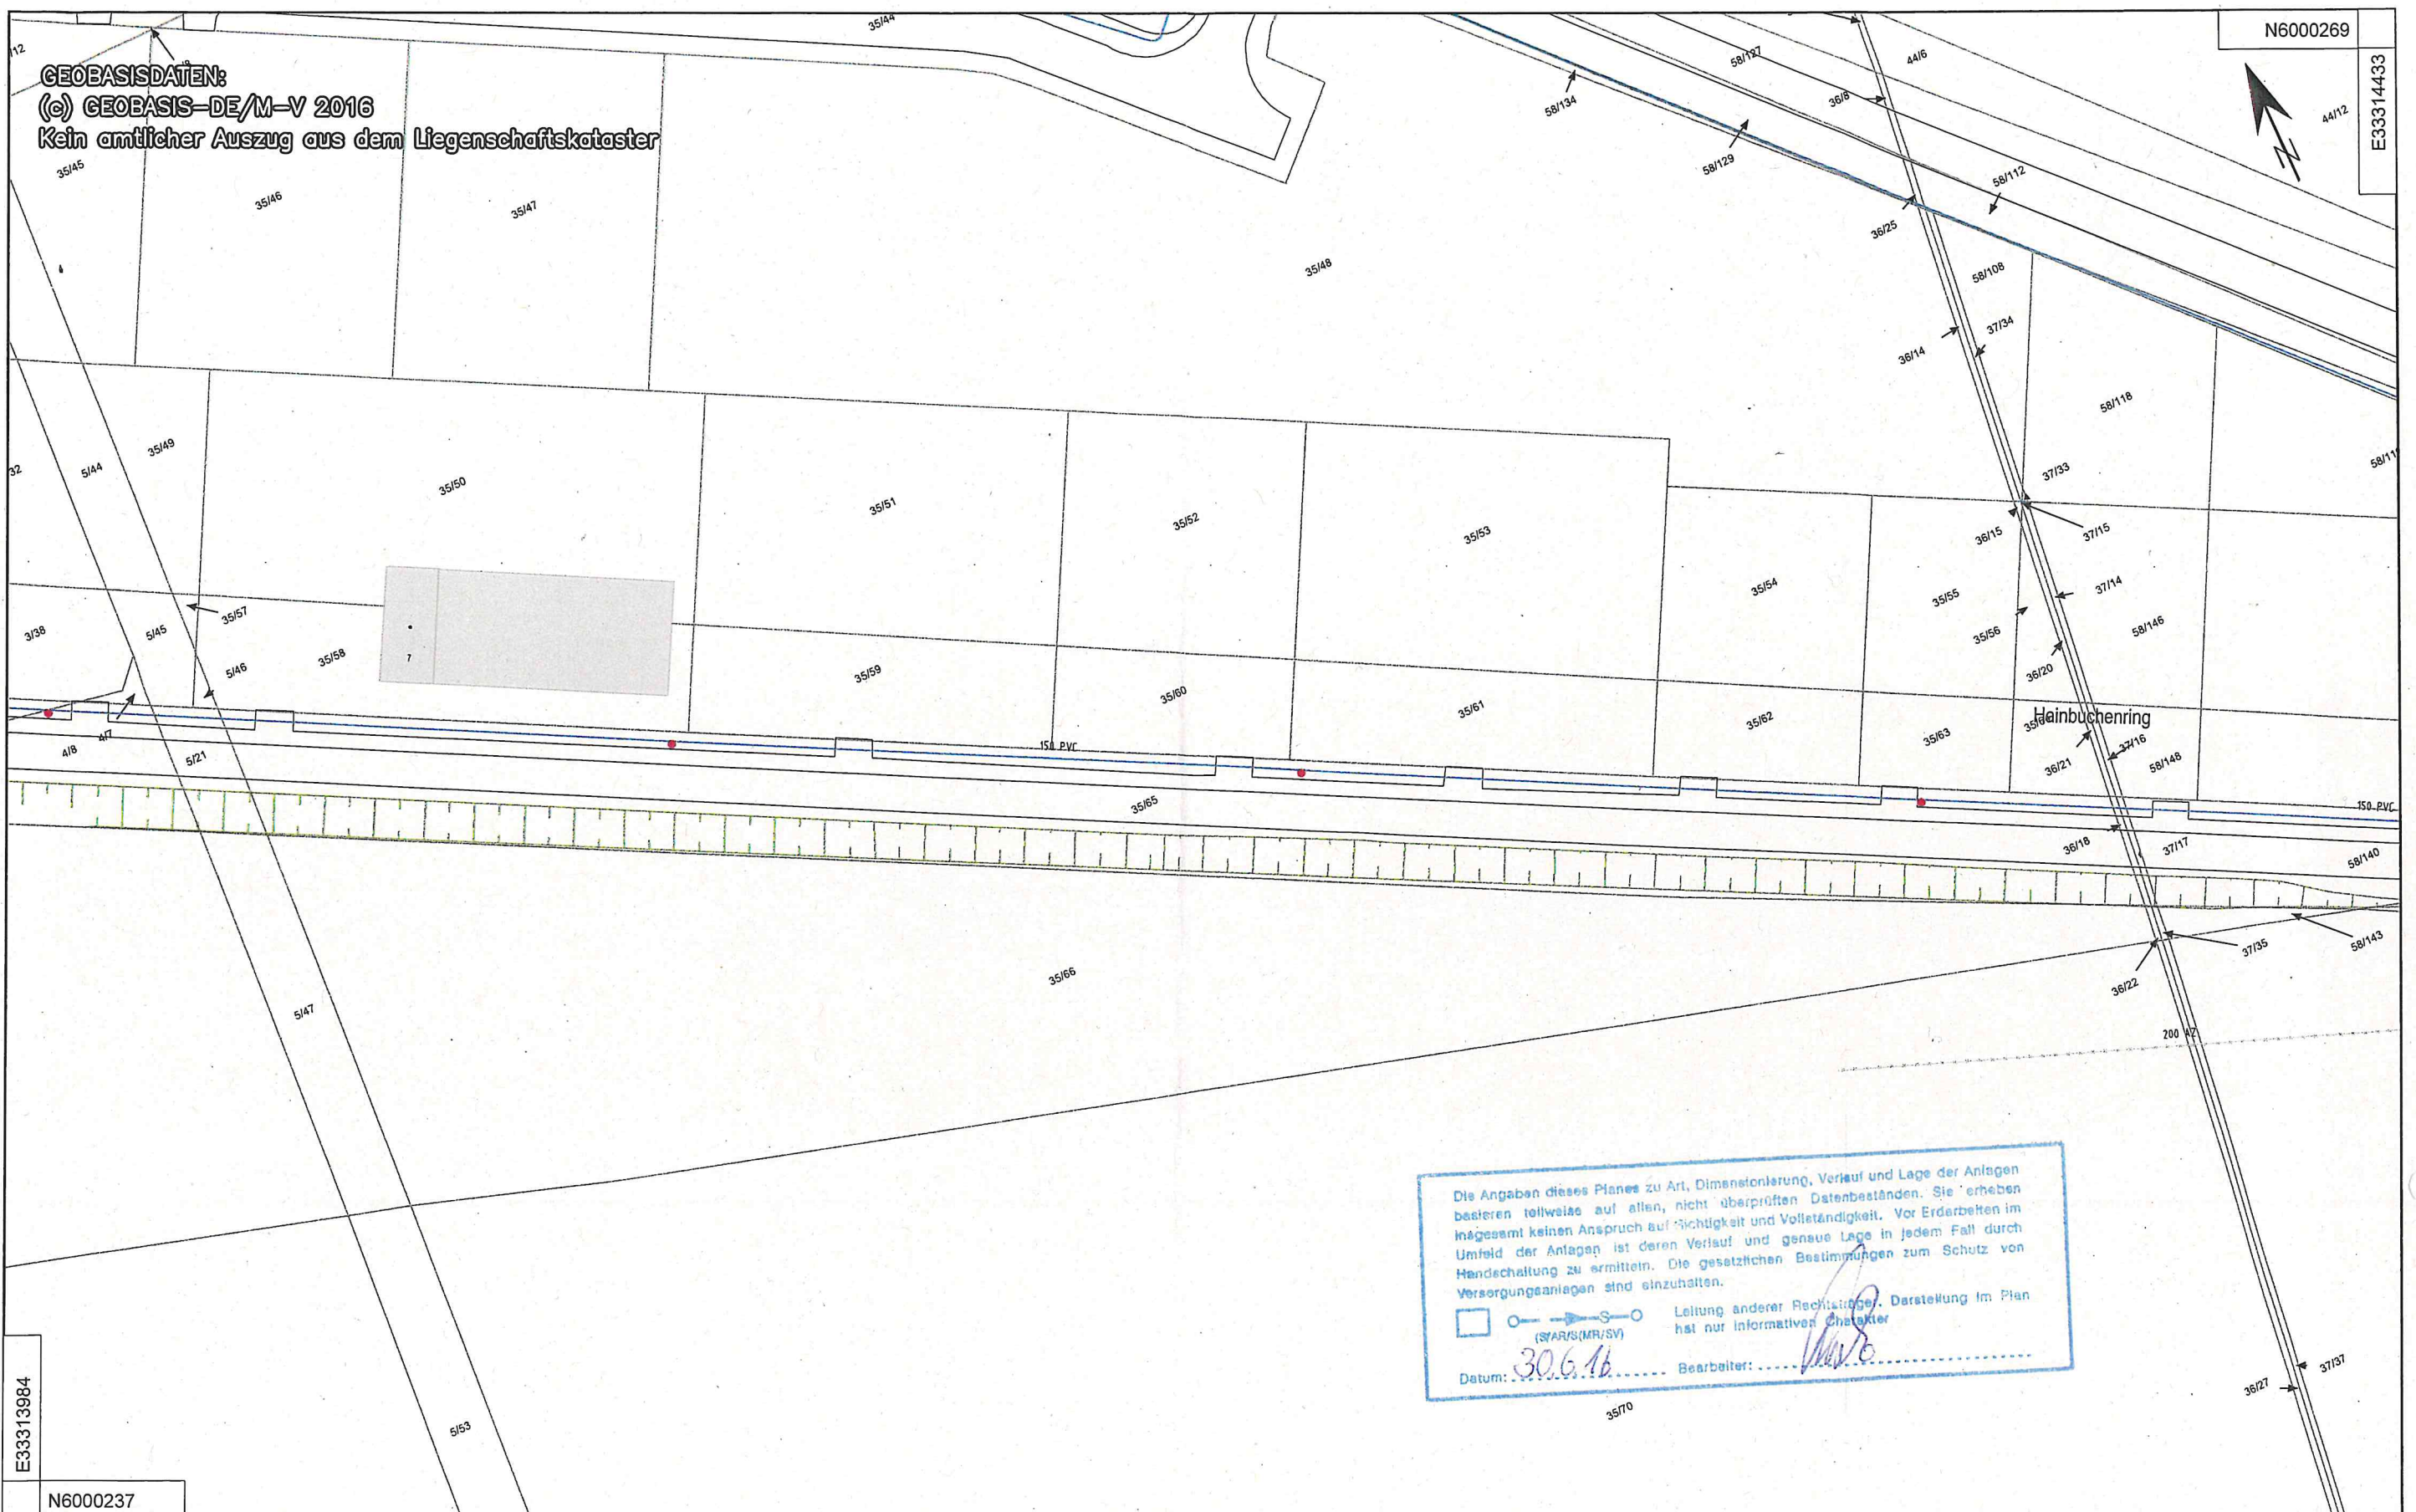 N6000269
E33314433
GEOBASISDATEN:
(c) GEOBASIS-DE/M-V 2016
Kein amtlicher Auszug aus dem Liegenschaftskataster
/12
35/44
58/127
44/6
44/12
58/134
36/8
58/129
58/112
35/45
35/46
35/47
35/48
36/25
58/108
37/34
36/14
58/118
58/11
32
5/44
35/49
35/50
35/51
35/52
35/53
37/33
36/15
37/15
35/54
35/55
37/14
35/56
58/146
36/20
3/38
5/45
35/57
5/46
35/58
7
35/59
35/60
35/61
35/62
35/63
Hainbuchenring
37/16
36/21
58/148
4/8
4/7
5/21
150 PVC
150 PVC
35/65
36/18
37/17
58/140
58/143
37/35
36/22
35/66
5/47
200 AZ
Die Angaben dieses Planes zu Art, Dimensionierung, Verlauf und Lage der Anlagen
basieren teilweise auf alten, nicht überprüften Datenbeständen. Sie erheben
insgesamt keinen Anspruch auf Richtigkeit und Vollständigkeit. Vor Erdarbeiten im
Umfeld der Anlagen ist deren Verlauf und genaue Lage in jedem Fall durch
Handschaltung zu ermitteln. Die gesetzlichen Bestimmungen zum Schutz von
Versorgungsanlagen sind einzuhalten.
S
Leitung anderer Rechtsträger. Darstellung im Plan
(S/AR/S(MR/SV)
hat nur informativen Charakter
Datum: 30.6.16 Bearbeiter:
35/70
37/37
36/27
5/53
E33313984
N6000237